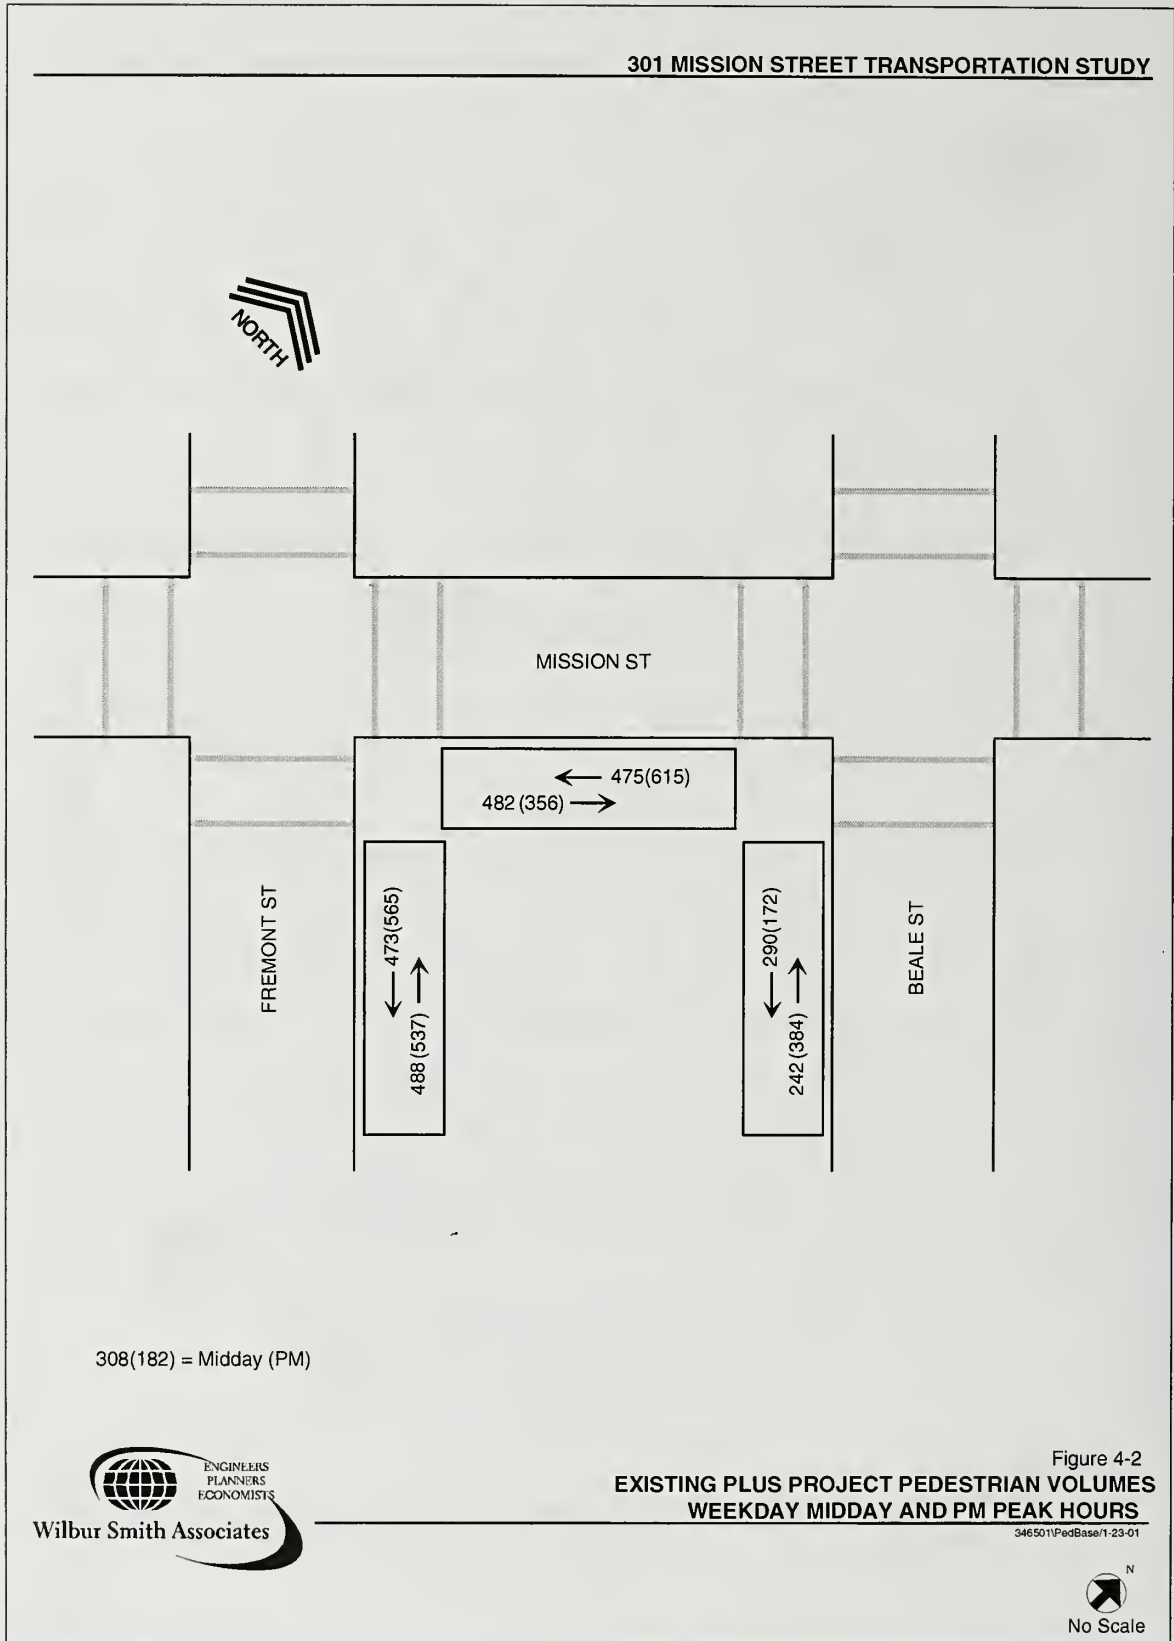 301 MISSION STREET TRANSPORTATION STUDY
NORTH
MISSION ST
475(615)
482 (356)
FREMONT ST
473(565)
488 (537)
290(172)
242 (384)
BEALE ST
308(182) = Midday (PM)
ENGINEERS
PLANNERS
ECONOMISTS
Wilbur Smith Associates
Figure 4-2
EXISTING PLUS PROJECT PEDESTRIAN VOLUMES
WEEKDAY MIDDAY AND PM PEAK HOURS
346501\PedBase/1-23-01
N
No Scale